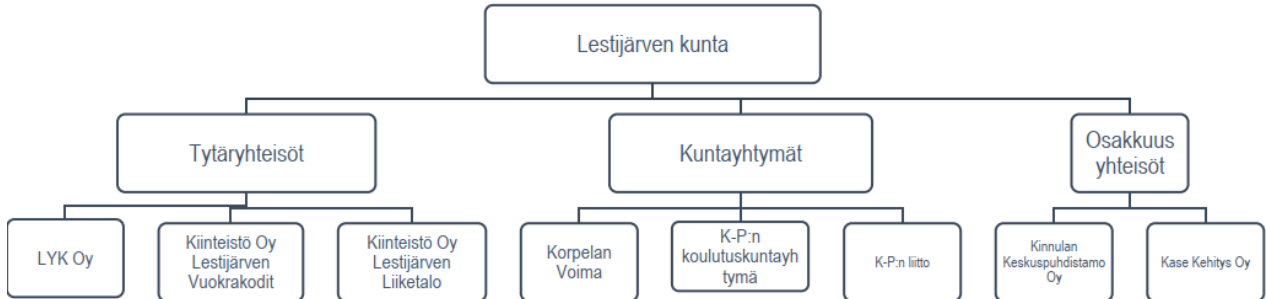 Lestijärven kunta
Tytäryhteisöt
Kuntayhtymät
Osakkuus
yhteisöt
LYK Oy
Kiinteistö Oy
Lestijärven
Vuokrakodit
Kiinteistö Oy
Lestijärven
Liiketalo
Korpelan
Voima
K-P:n
koulutuskuntayh
tymä
K-P:n liitto
Kinnulan
Keskuspuhdistamo
Oy
Kase Kehitys Oy